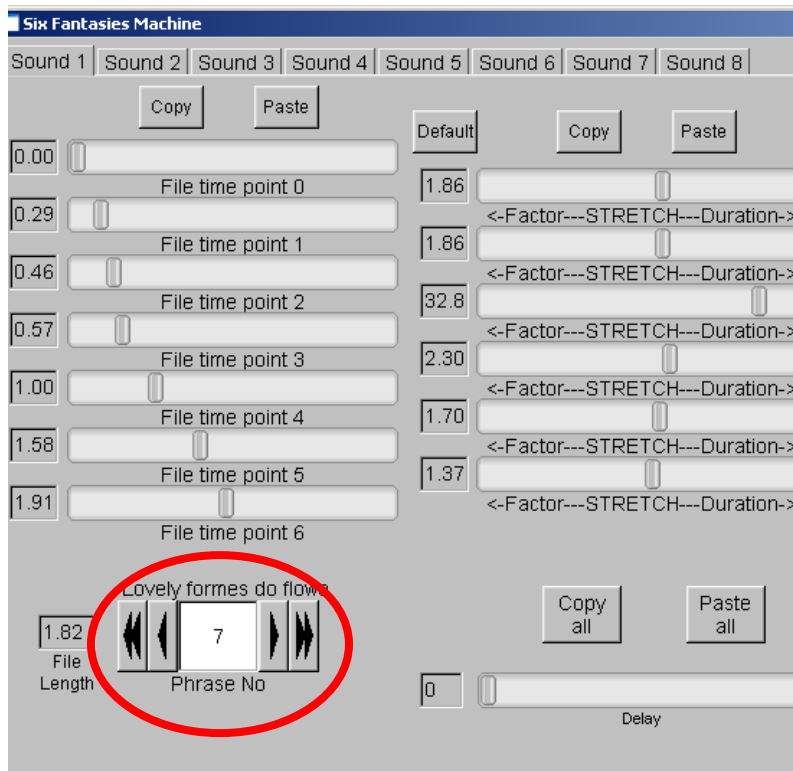 Six Fantasies Machine
Sound 1 Sound 2 Sound 3 Sound 4 Sound 5 Sound 6 Sound 7 Sound 8
Copy Paste
Default Copy Paste
0.00
File time point 0
1.86
<-Factor---STRETCH---Duration->
0.29
File time point 1
1.86
<-Factor---STRETCH---Duration->
0.46
File time point 2
32.8
<-Factor---STRETCH---Duration->
0.57
File time point 3
2.30
<-Factor---STRETCH---Duration->
1.00
File time point 4
1.70
<-Factor---STRETCH---Duration->
1.58
File time point 5
1.37
<-Factor---STRETCH---Duration->
1.91
File time point 6
Lovely formes do flowe
1.82
File
Length
7
Phrase No
Copy
all
Paste
all
0
Delay